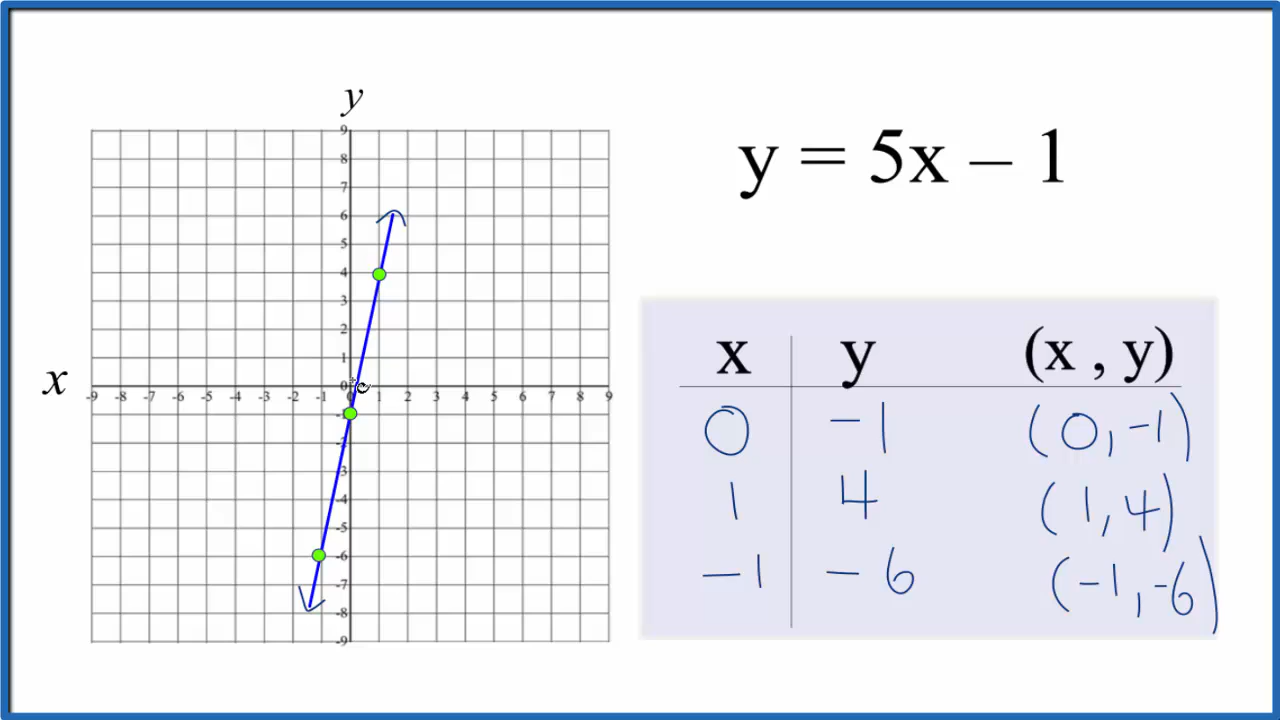 y
y = 5x – 1
9
8
7
6
5
4
3
2
1
0
x
-9 -8 -7 -6 -5 -4 -3 -2 -1 0 1 2 3 4 5 6 7 8 9
-1
-2
-3
-4
-5
-6
-7
-8
-9
x y (x , y)
0 -1 (0, -1)
1 4 (1, 4)
-1 -6 (-1, -6)